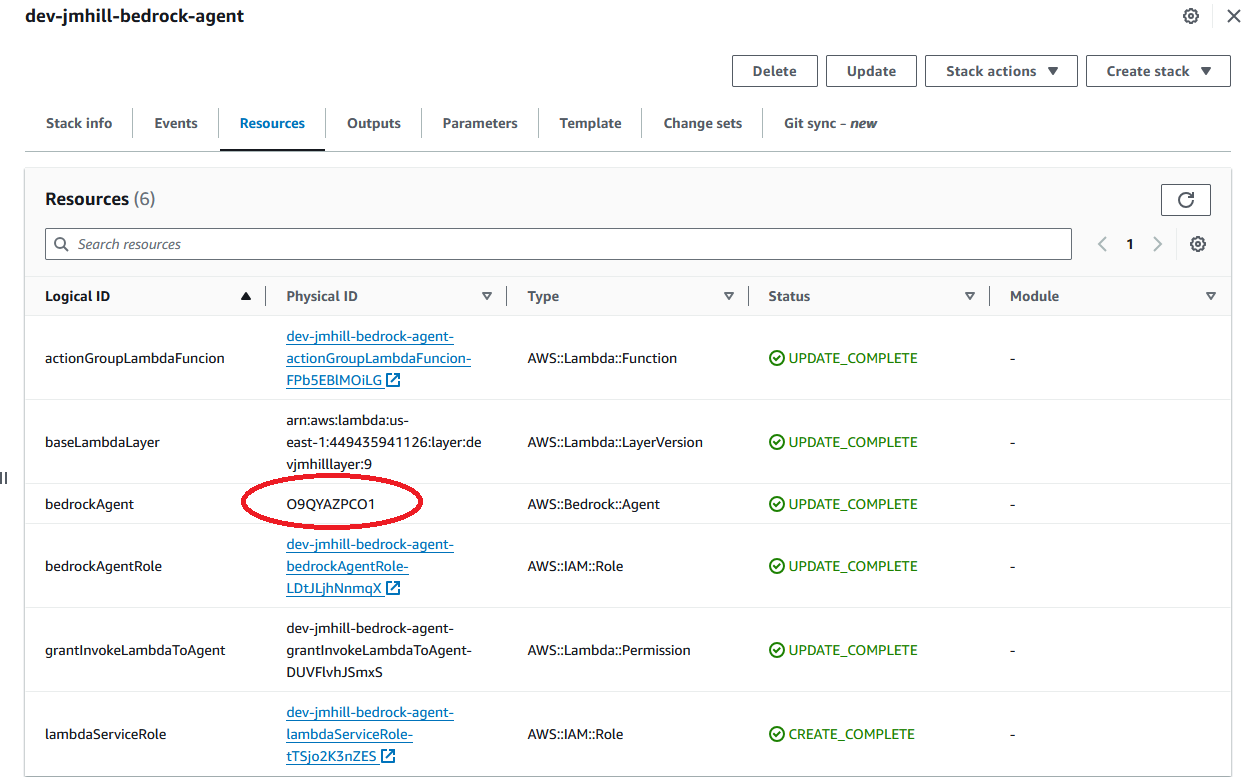 dev-jmhill-bedrock-agent
Delete
Update
Stack actions
Create stack
Stack info
Events
Resources
Outputs
Parameters
Template
Change sets
Git sync - new
Resources (6)
Search resources
1
Logical ID
Physical ID
Type
Status
Module
actionGroupLambdaFuncion
dev-jmhill-bedrock-agent-
actionGroupLambdaFuncion-
FPb5EBlMOiLG
AWS::Lambda::Function
UPDATE_COMPLETE
-
baseLambdaLayer
arn:aws:lambda:us-
east-1:449435941126:layer:de
vjmhilllayer:9
AWS::Lambda::LayerVersion
UPDATE_COMPLETE
-
bedrockAgent
O9QYAZPCO1
AWS::Bedrock::Agent
UPDATE_COMPLETE
-
bedrockAgentRole
dev-jmhill-bedrock-agent-
bedrockAgentRole-
LDtJLjhNnmqX
AWS::IAM::Role
UPDATE_COMPLETE
-
grantInvokeLambdaToAgent
dev-jmhill-bedrock-agent-
grantInvokeLambdaToAgent-
DUVFlvhJSmxS
AWS::Lambda::Permission
UPDATE_COMPLETE
-
lambdaServiceRole
dev-jmhill-bedrock-agent-
lambdaServiceRole-
tTSjo2K3nZES
AWS::IAM::Role
CREATE_COMPLETE
-